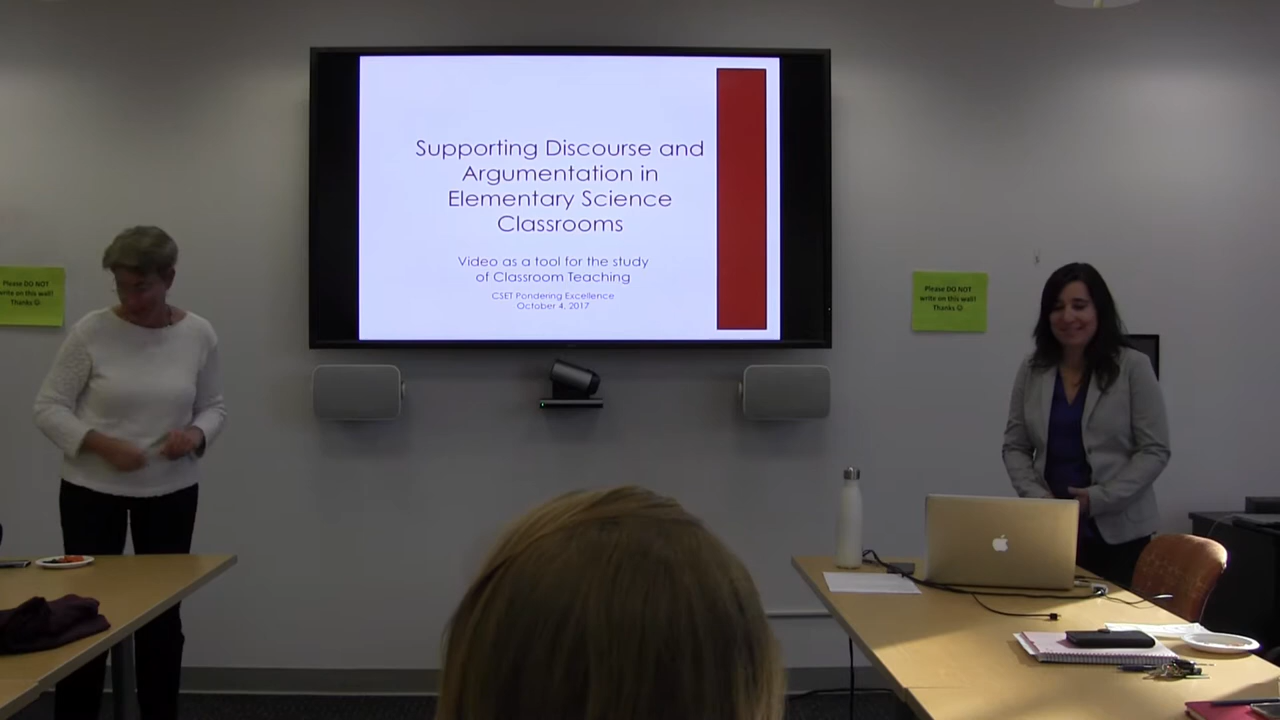 Supporting Discourse and
Argumentation in
Elementary Science
Classrooms
Video as a tool for the study
of Classroom Teaching
CSET Pondering Excellence
October 4, 2017
Please DO NOT
write on this wall!
Thanks ☺
Please DO NOT
write on this wall!
Thanks ☺